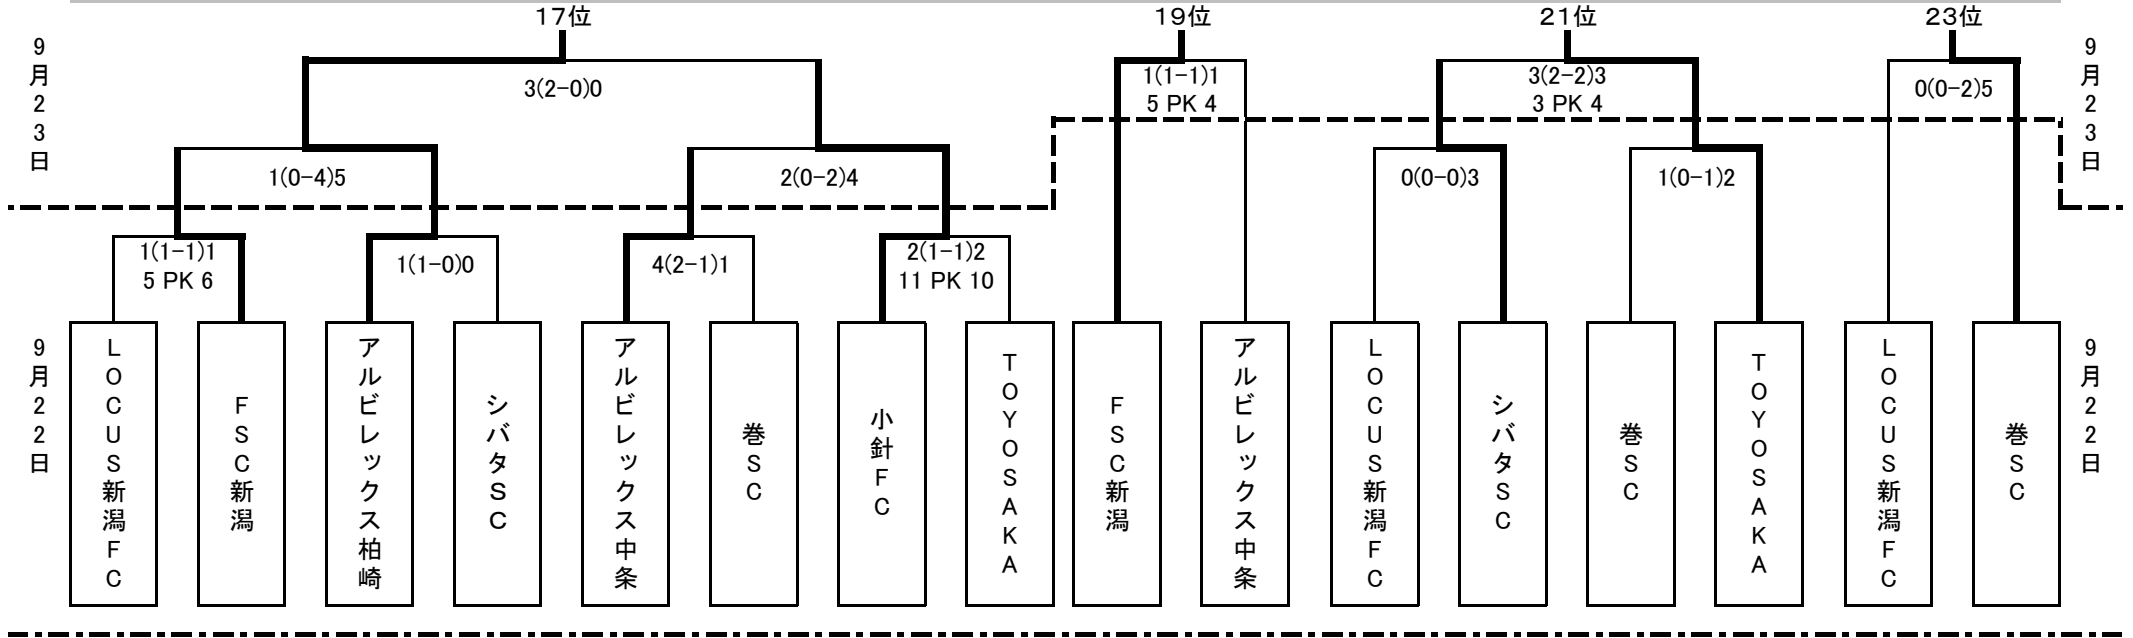 17位
19位
21位
23位
9月23日
9月23日
3(2-0)0
1(1-1)1
5 PK 4
3(2-2)3
3 PK 4
0(0-2)5
1(0-4)5
2(0-2)4
0(0-0)3
1(0-1)2
1(1-1)1
5 PK 6
1(1-0)0
4(2-1)1
2(1-1)2
11 PK 10
9月22日
LOCUS新潟FC
FSC新潟
アルビレックス柏崎
シバタSC
アルビレックス中条
巻SC
小針FC
TOYOSAKA
FSC新潟
アルビレックス中条
LOCUS新潟FC
シバタSC
巻SC
TOYOSAKA
LOCUS新潟FC
巻SC
9月22日